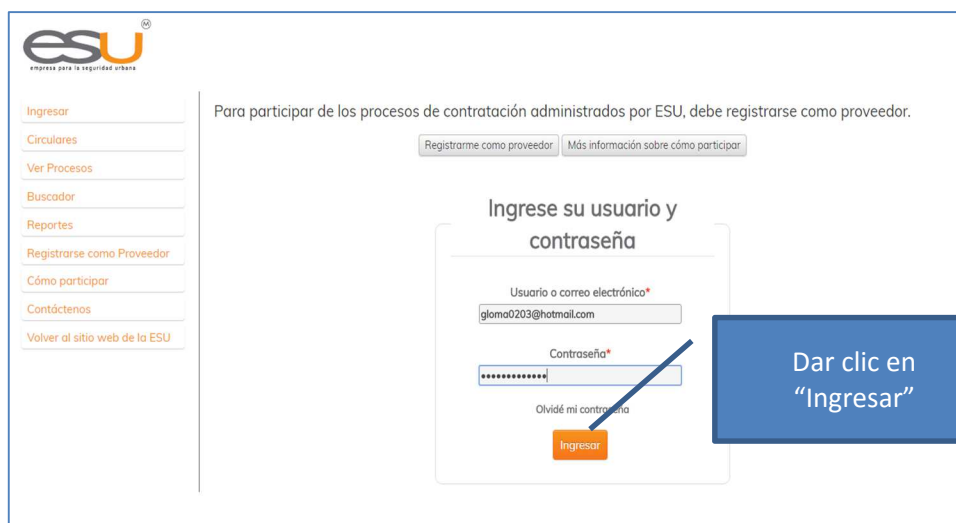 esu
M
empresa para la seguridad urbana
Ingresar
Circulares
Ver Procesos
Buscador
Reportes
Registrarse como Proveedor
Cómo participar
Contáctenos
Volver al sitio web de la ESU
Para participar de los procesos de contratación administrados por ESU, debe registrarse como proveedor.
Registrarme como proveedor Más información sobre cómo participar
Ingrese su usuario y
contraseña
Usuario o correo electrónico*
gloma0203@hotmail.com
Contraseña*
•••••••••••••
Olvidé mi contraseña
Ingresar
Dar clic en
“Ingresar”